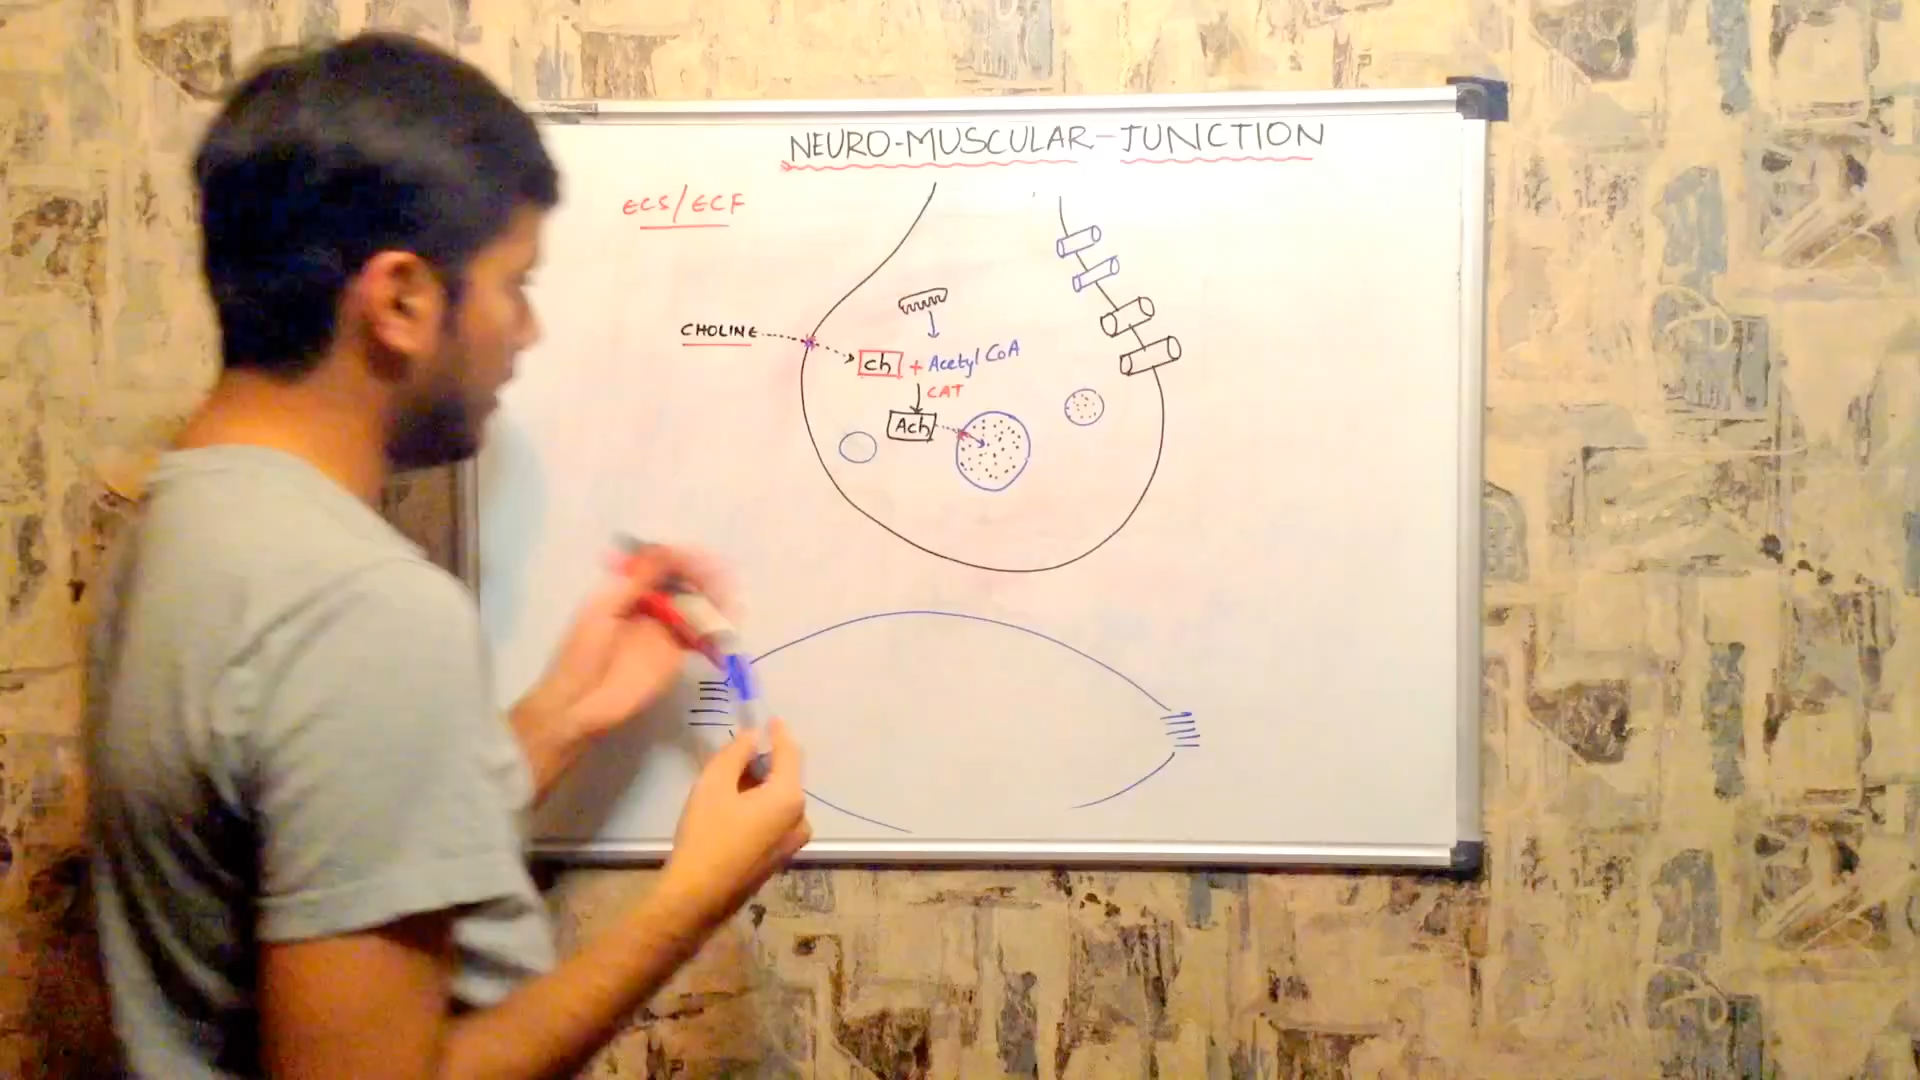 NEURO-MUSCULAR-JUNCTION
ECS/ECF
CHOLINE
Ch + Acetyl CoA
CAT
Ach